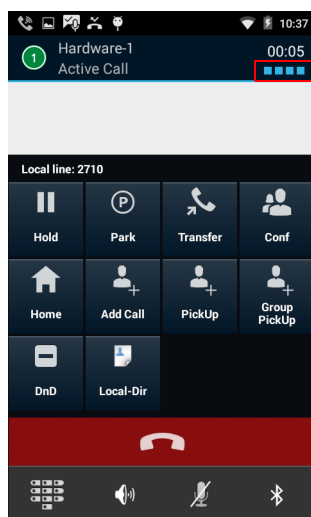 10:37
1
Hardware-1
00:05
Active Call
Local line: 2710
P
Hold
Park
Transfer
Conf
Home
Add Call
PickUp
Group
PickUp
DnD
Local-Dir